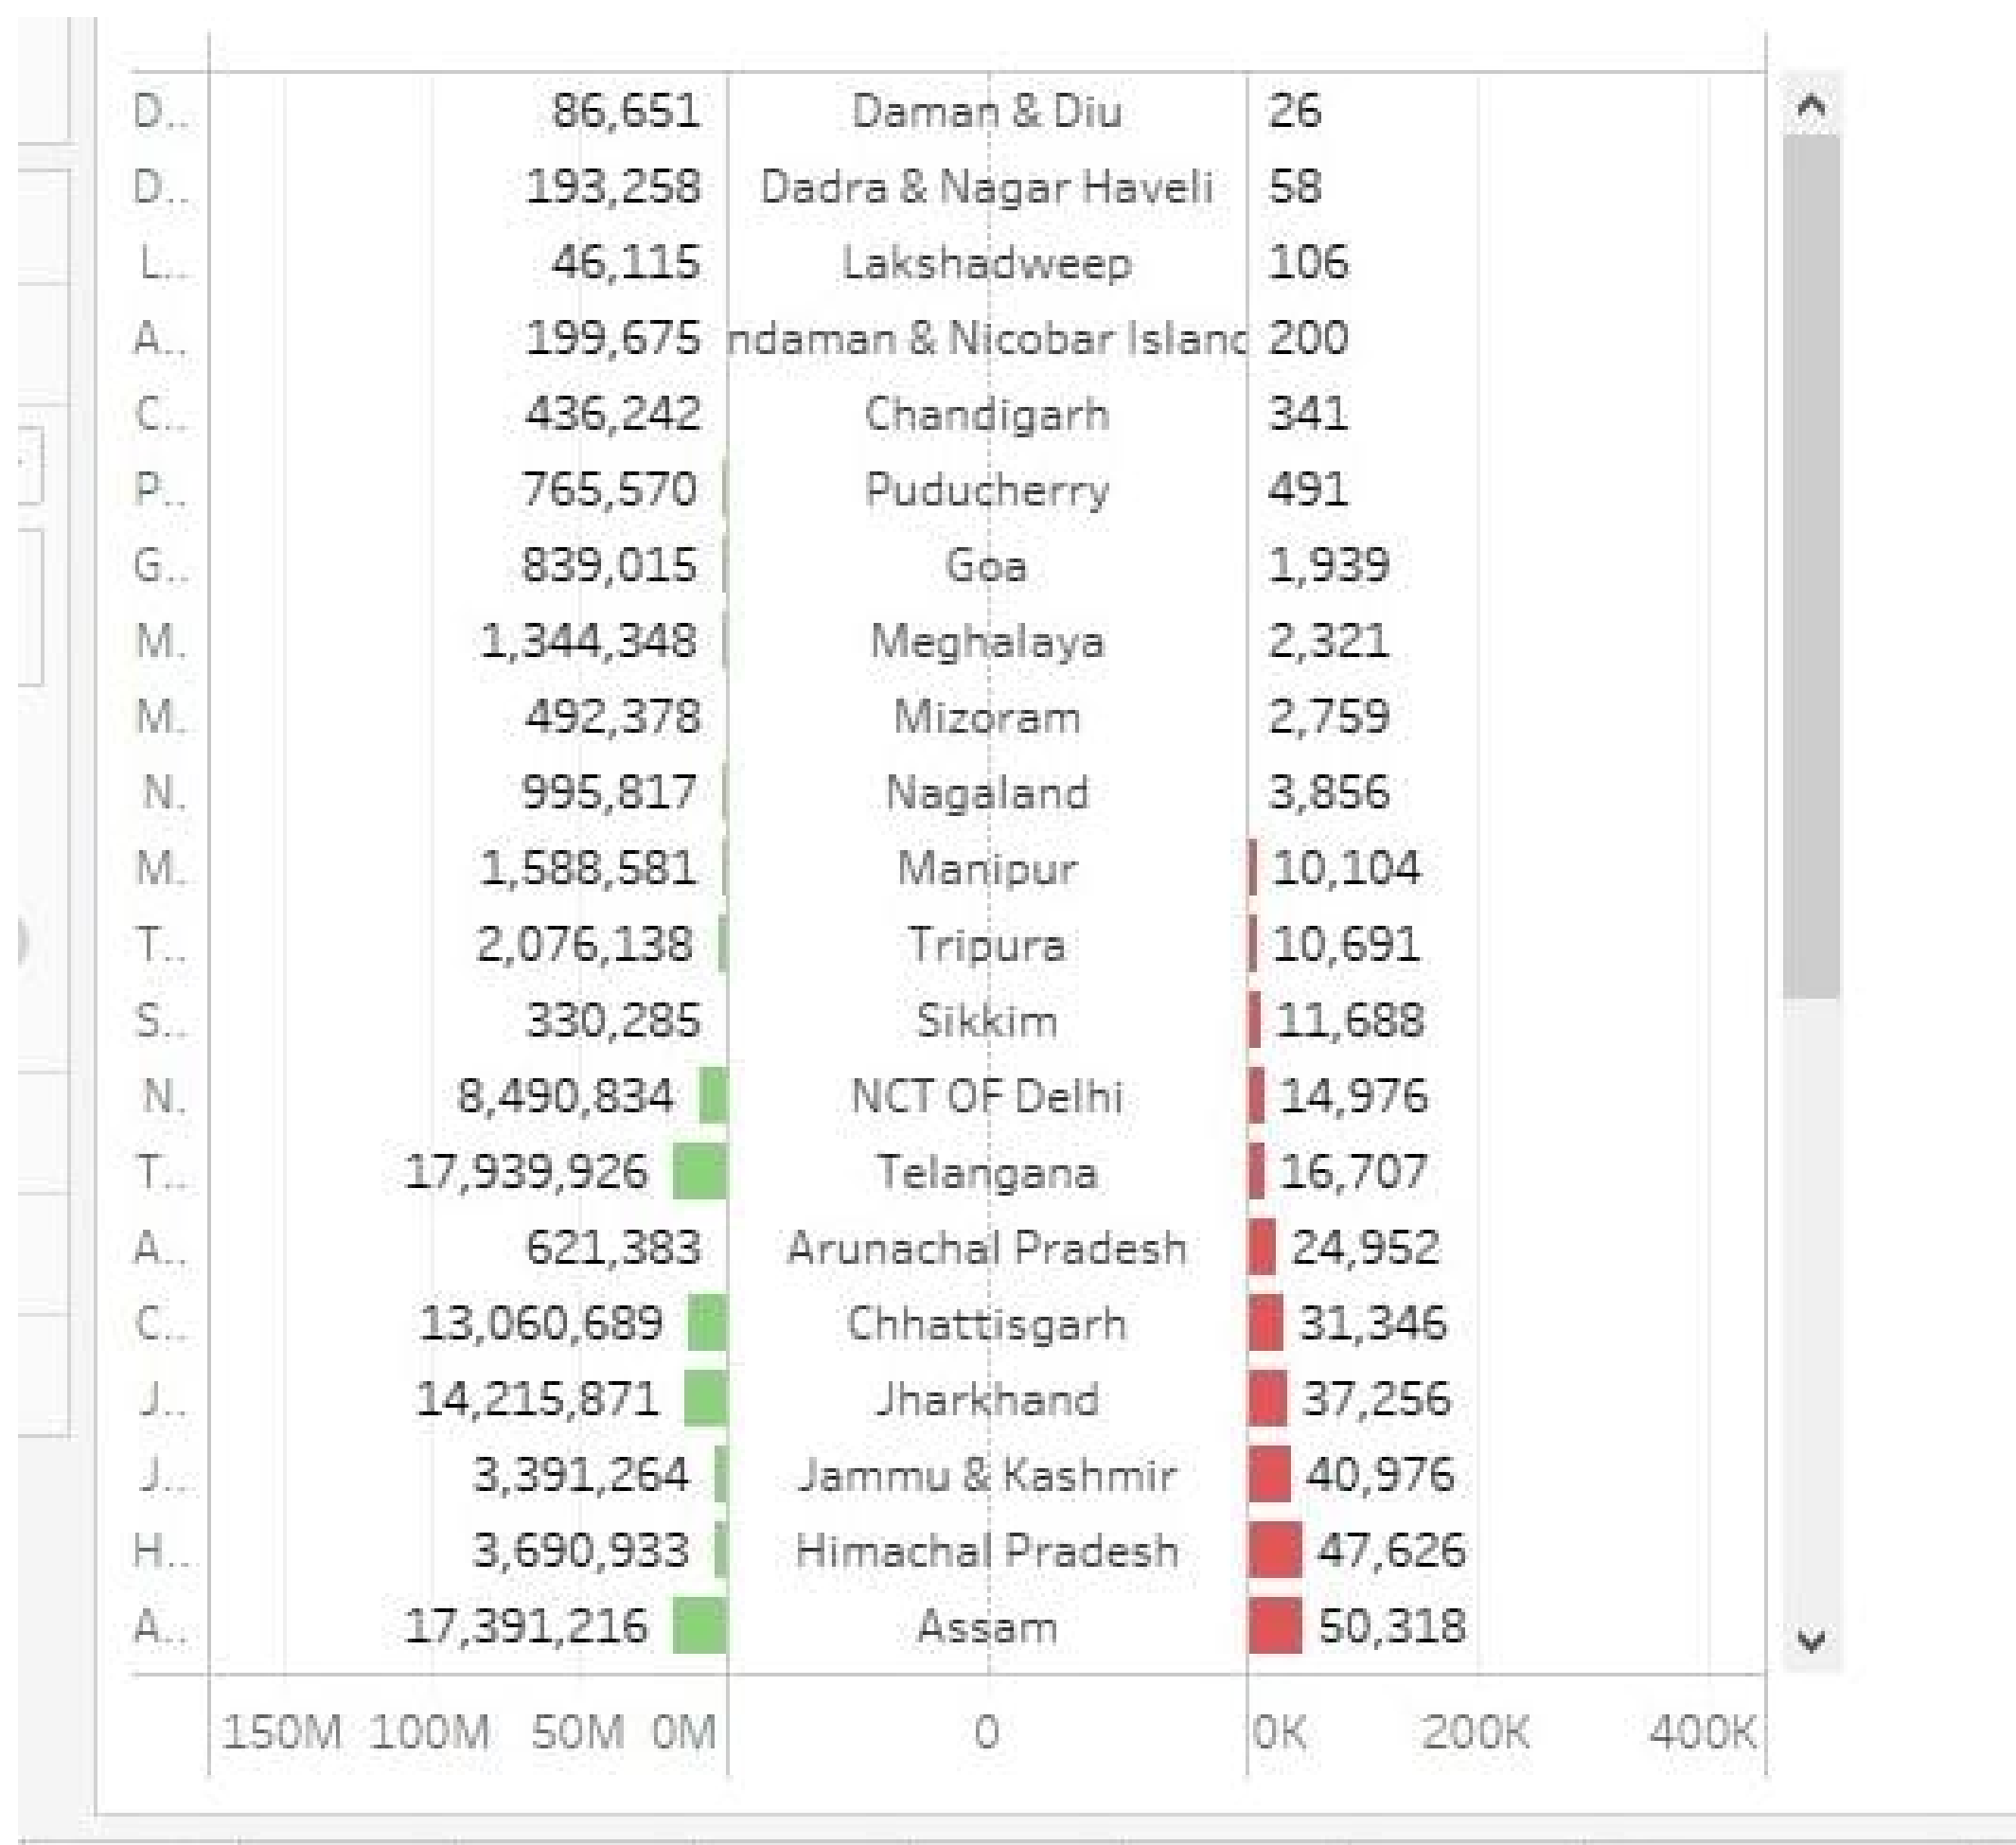 D.. 86,651 Daman & Diu 26
D.. 193,258 Dadra & Nagar Haveli 58
L.. 46,115 Lakshadweep 106
A.. 199,675 ndaman & Nicobar Islanc 200
C.. 436,242 Chandigarh 341
P.. 765,570 Puducherry 491
G.. 839,015 Goa 1,939
M. 1,344,348 Meghalaya 2,321
M. 492,378 Mizoram 2,759
N. 995,817 Nagaland 3,856
M. 1,588,581 Manipur 10,104
T.. 2,076,138 Tripura 10,691
S.. 330,285 Sikkim 11,688
N. 8,490,834 NCT OF Delhi 14,976
T.. 17,939,926 Telangana 16,707
A.. 621,383 Arunachal Pradesh 24,952
C.. 13,060,689 Chhattisgarh 31,346
J.. 14,215,871 Jharkhand 37,256
J.. 3,391,264 Jammu & Kashmir 40,976
H... 3,690,933 Himachal Pradesh 47,626
A.. 17,391,216 Assam 50,318
150M 100M 50M 0M 0 0K 200K 400K